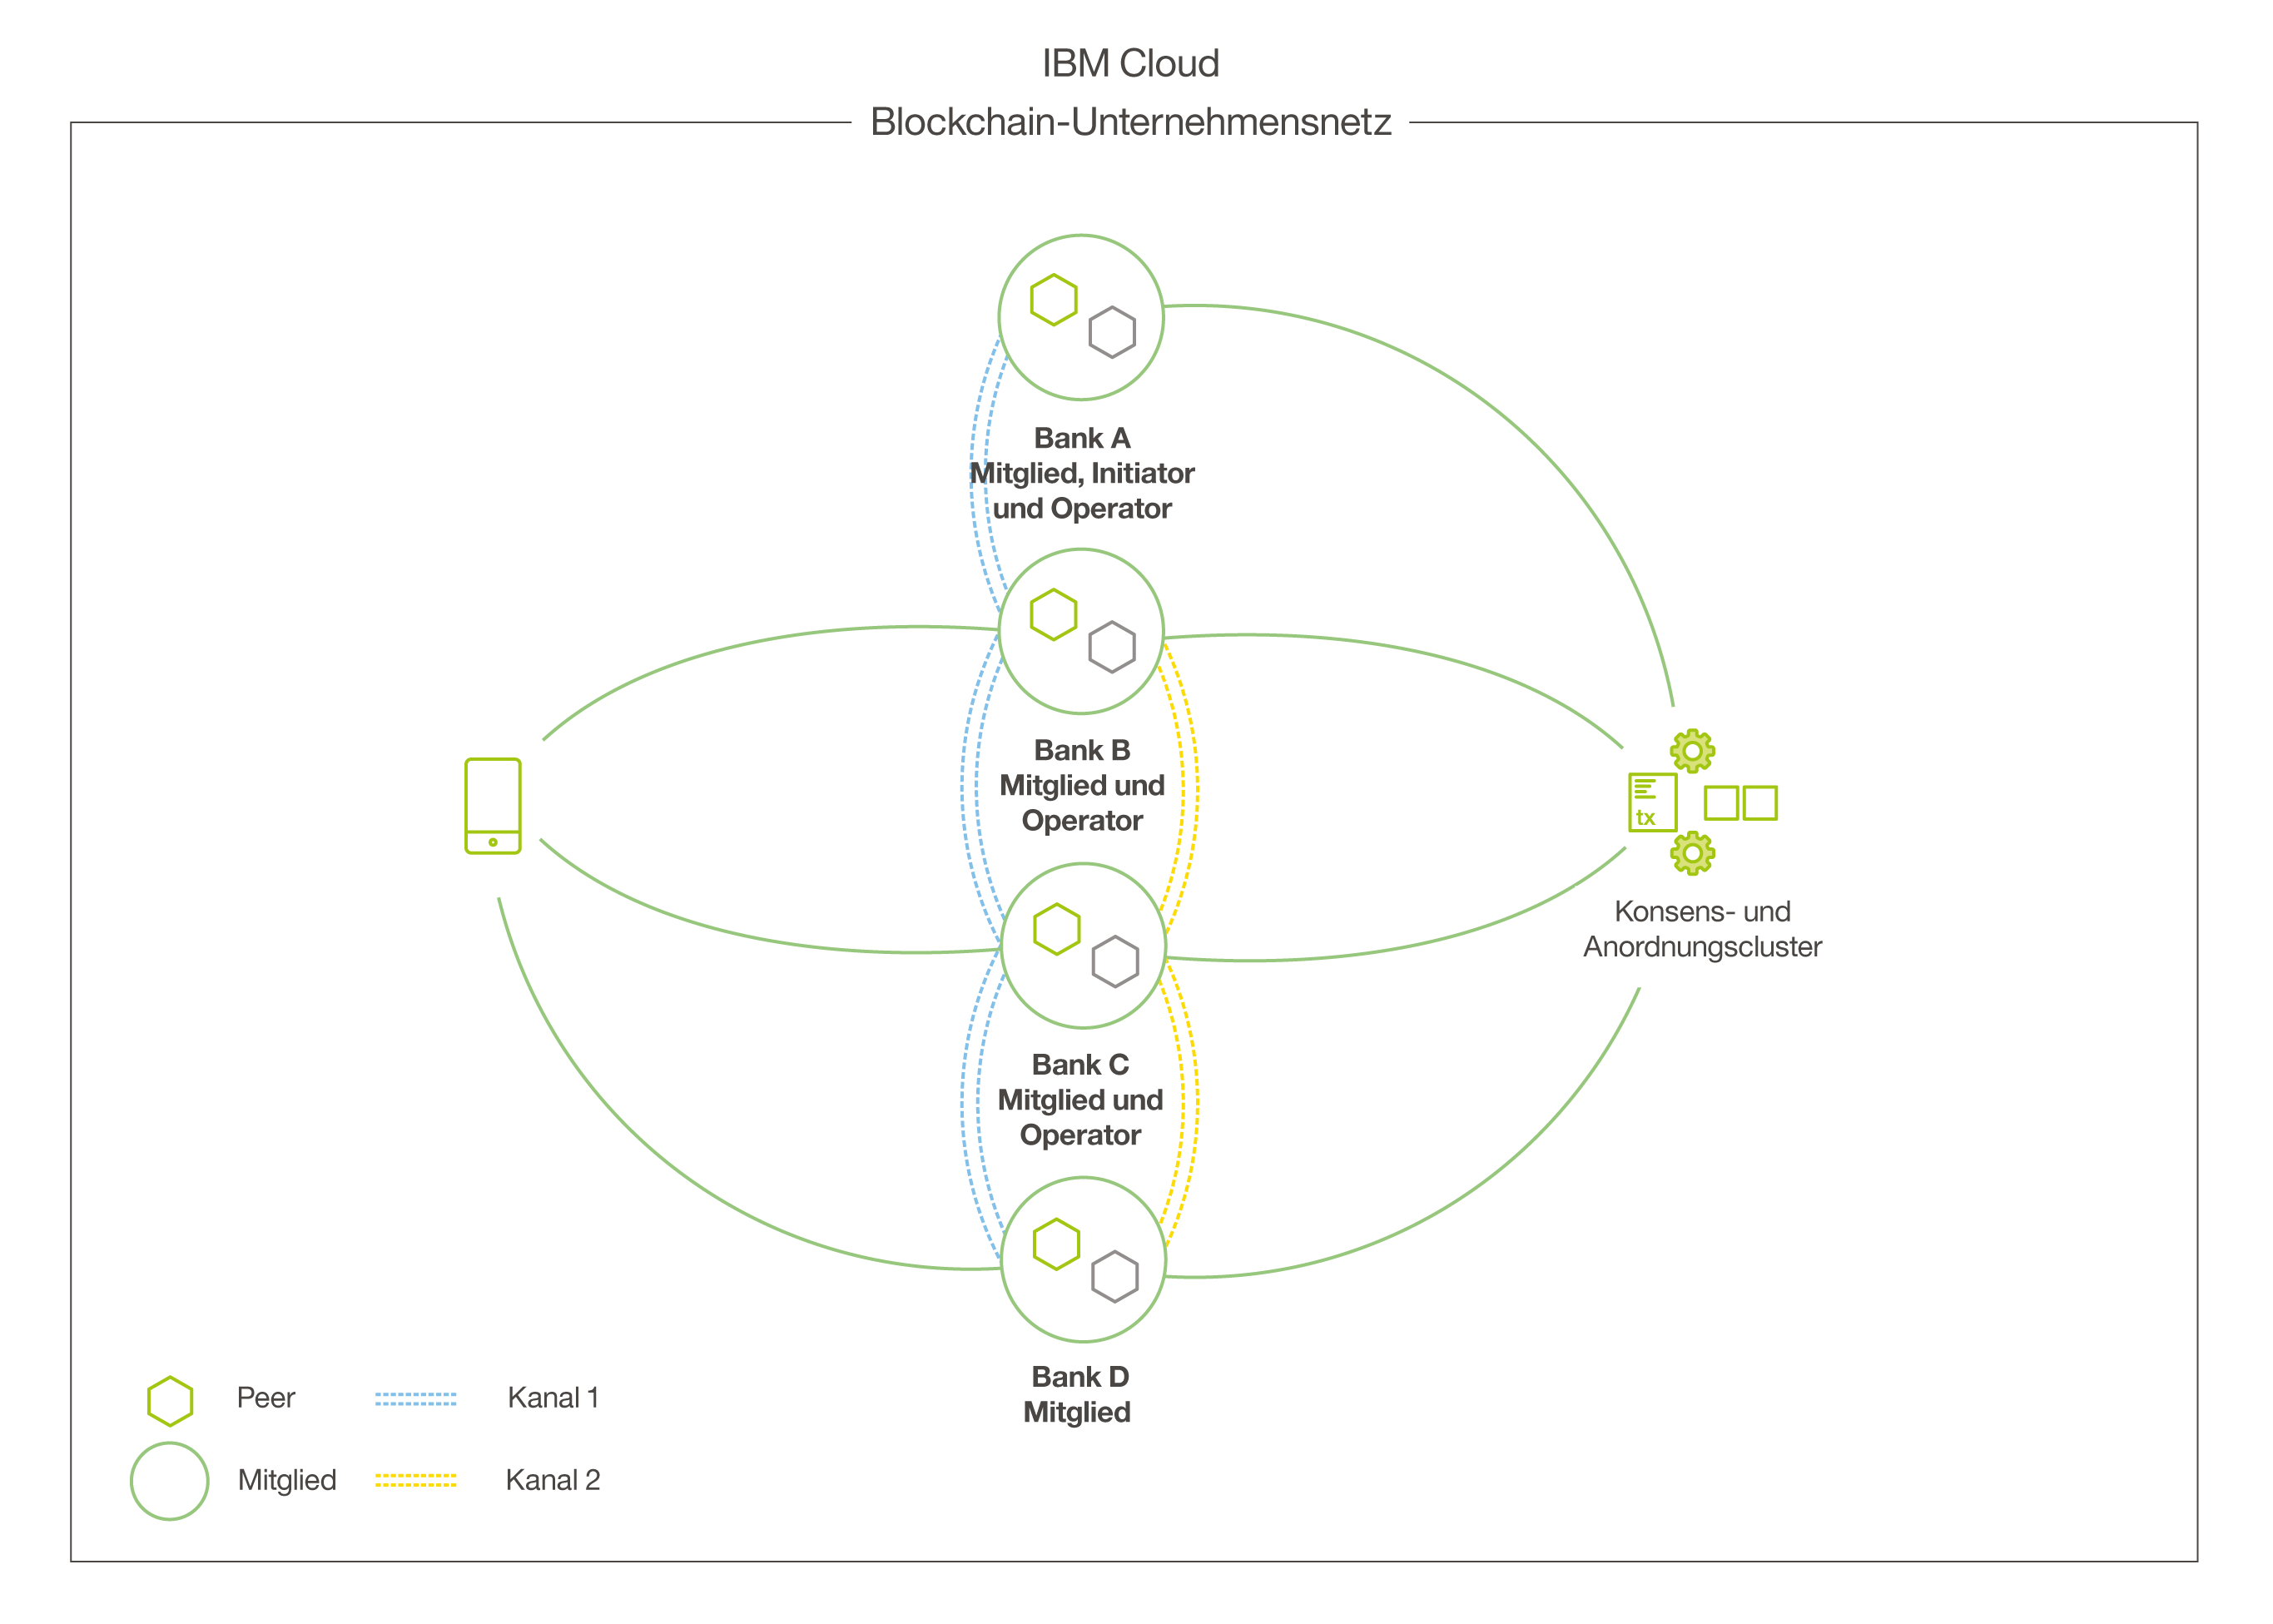 IBM Cloud
Blockchain-Unternehmensnetz
Bank A
Mitglied, Initiator
und Operator
Bank B
Mitglied und
Operator
tx
Konsens- und
Anordnungscluster
Bank C
Mitglied und
Operator
Bank D
Mitglied
Peer
Kanal 1
Mitglied
Kanal 2